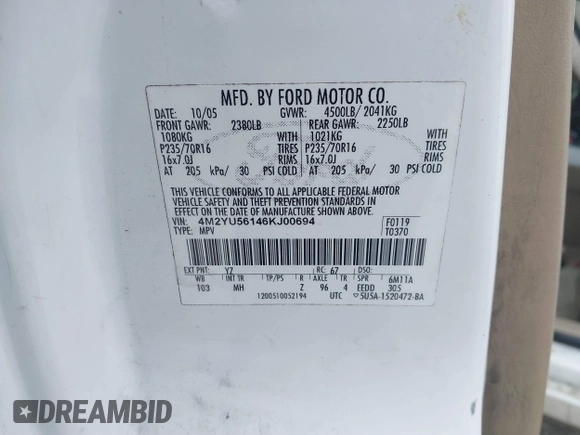 MFD. BY FORD MOTOR CO.
DATE: 10/05 GVWR: 4500LB/ 2041KG
FRONT GAWR: 2380LB REAR GAWR: 2250LB
1080KG WITH 1021KG WITH
P235/70R16 TIRES P235/70R16 TIRES
16x7.0J RIMS 16x7.0J RIMS
AT 205 kPa/ 30 PSI COLD AT 205 kPa/ 30 PSI COLD
THIS VEHICLE CONFORMS TO ALL APPLICABLE FEDERAL MOTOR
VEHICLE SAFETY AND THEFT PREVENTION STANDARDS IN
EFFECT ON THE DATE OF MANUFACTURE SHOWN ABOVE
VIN: 4M2YU56146KJ00694 F0119
TYPE: MPV T0370
EXT PNT: YZ RC: 67 DSO:
WB INT TR TP/PS R AXLE TR SPR 6M11A
103 MH Z 96 4 EEDD 305
1200510052194 UTC 5U5A-1520472-BA
DREAMBID